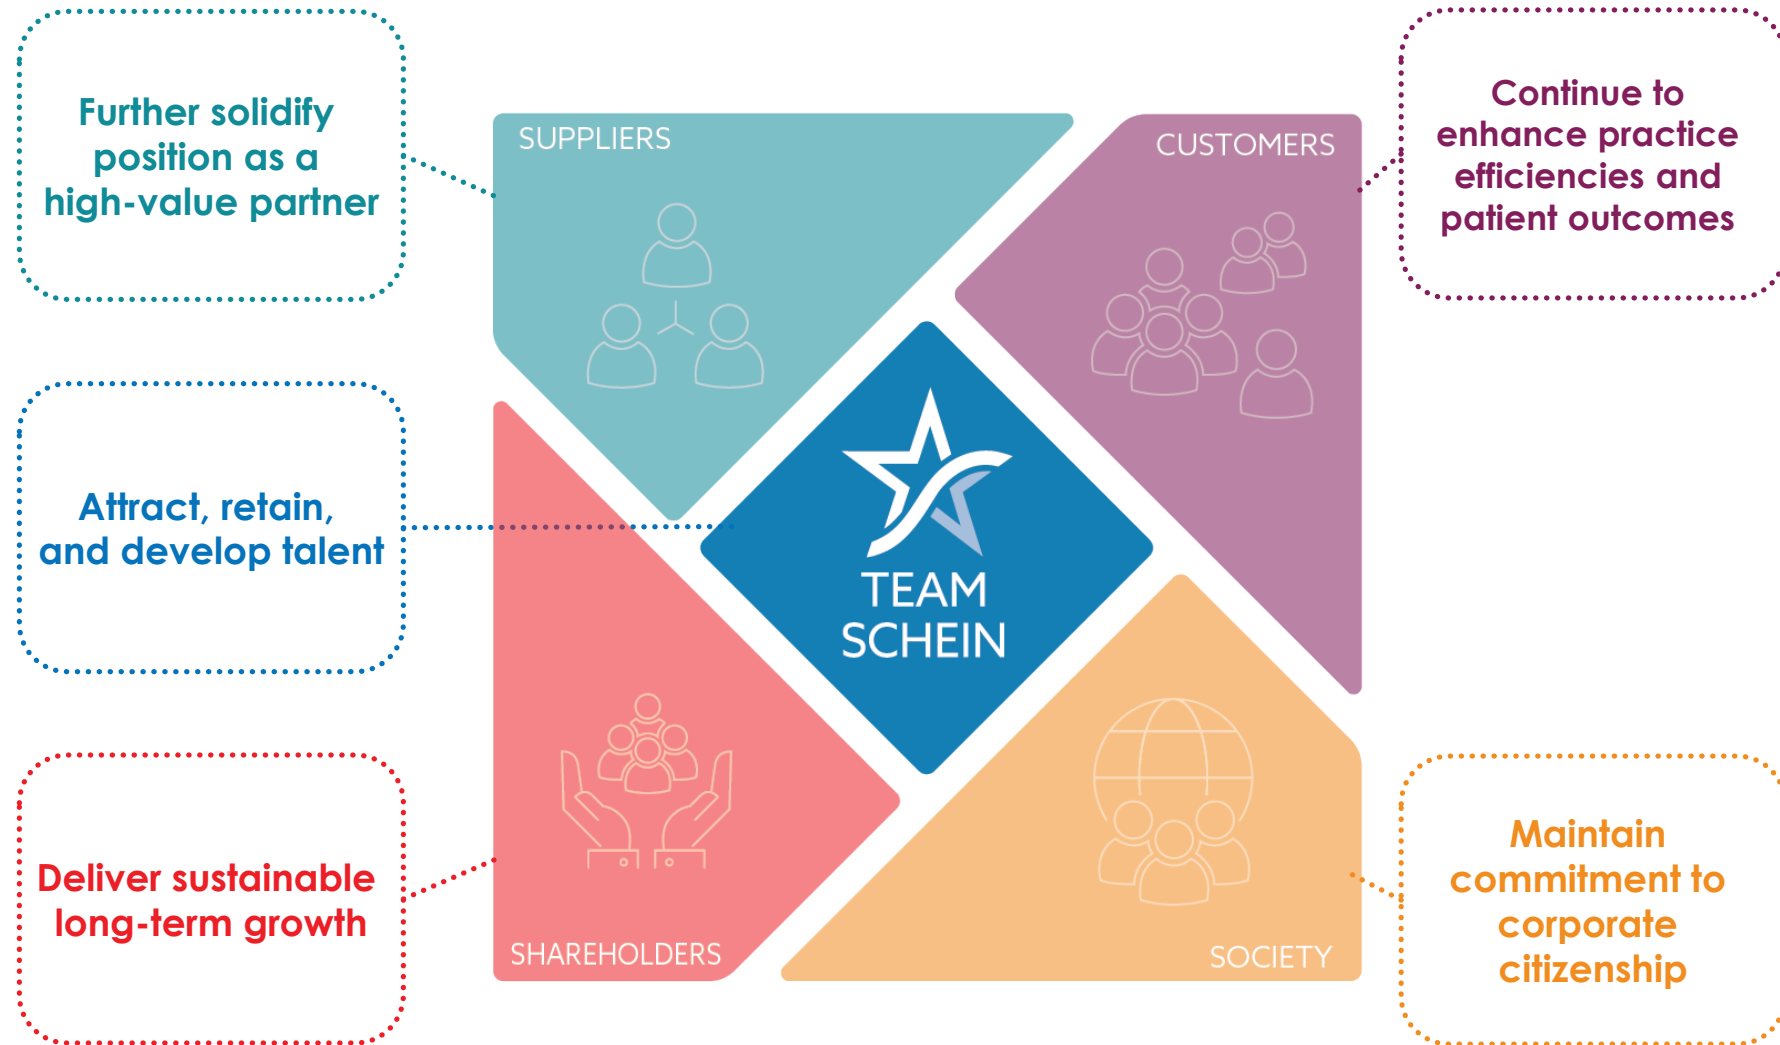 Further solidify
position as a
high-value partner
SUPPLIERS
CUSTOMERS
Continue to
enhance practice
efficiencies and
patient outcomes
Attract, retain,
and develop talent
TEAM
SCHEIN
Deliver sustainable
long-term growth
SHAREHOLDERS
SOCIETY
Maintain
commitment to
corporate
citizenship